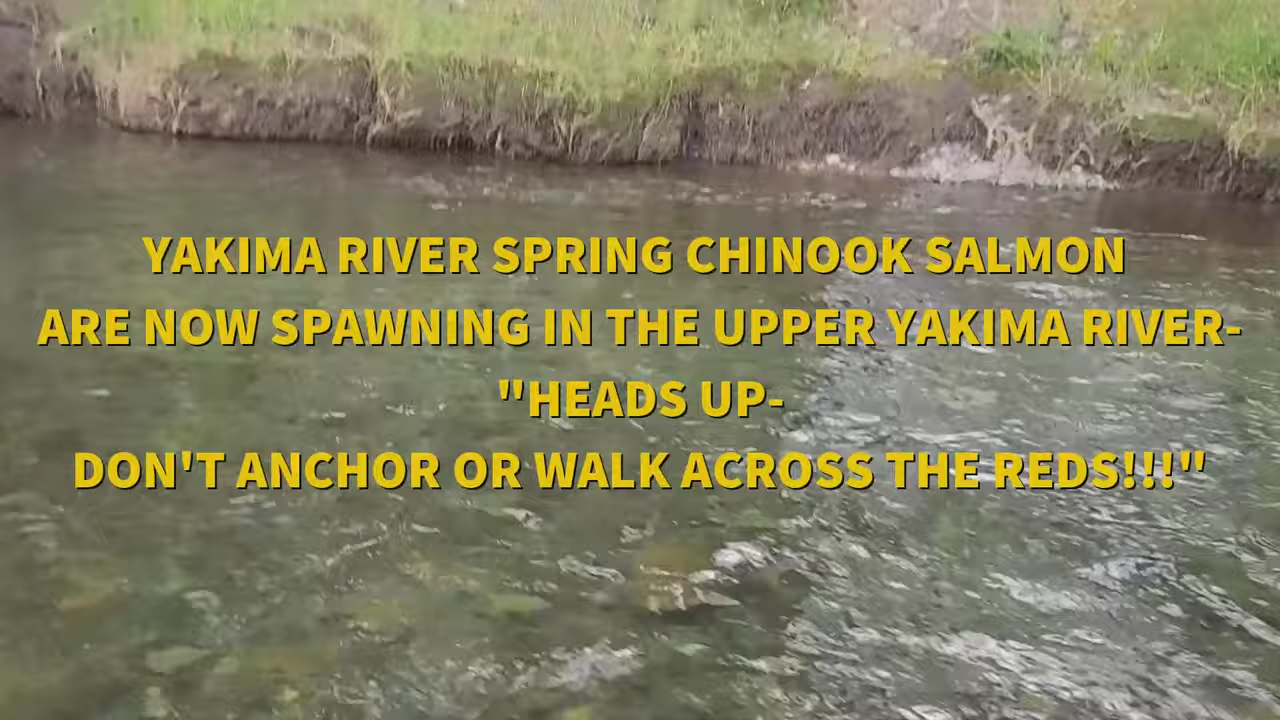 YAKIMA RIVER SPRING CHINOOK SALMON
ARE NOW SPAWNING IN THE UPPER YAKIMA RIVER-
"HEADS UP-
DON'T ANCHOR OR WALK ACROSS THE REDS!!!"